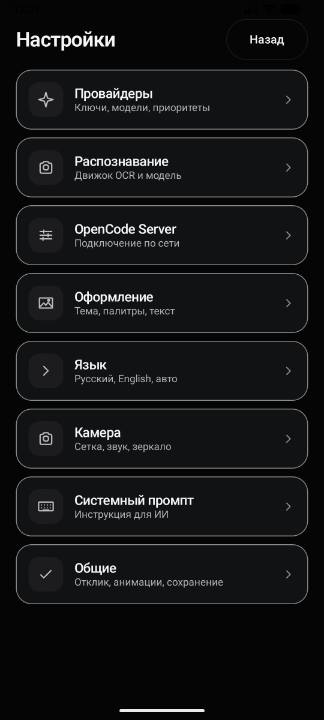 Настройки
Назад
Провайдеры
Ключи, модели, приоритеты
Распознавание
Движок OCR и модель
OpenCode Server
Подключение по сети
Оформление
Тема, палитры, текст
Язык
Русский, English, авто
Камера
Сетка, звук, зеркало
Системный промпт
Инструкция для ИИ
Общие
Отклик, анимации, сохранение